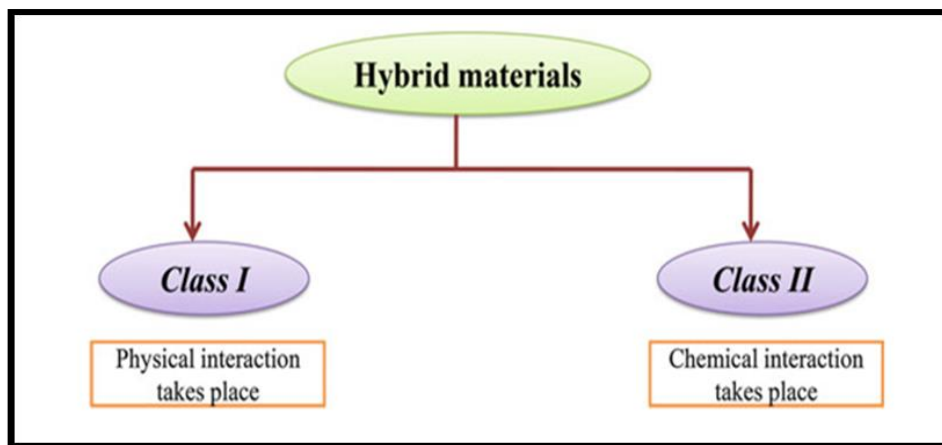 Hybrid materials
Class I
Class II
Physical interaction
takes place
Chemical interaction
takes place